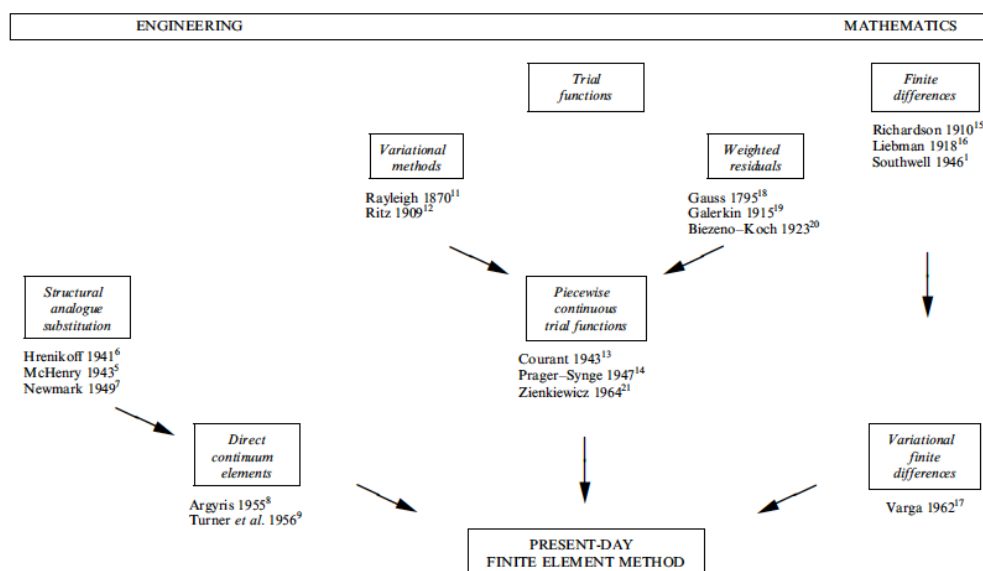 ENGINEERING
MATHEMATICS
Trial
functions
Finite
differences
Richardson 1910¹⁵
Liebman 1918¹⁶
Southwell 1946¹
Variational
methods
Rayleigh 1870¹¹
Ritz 1909¹²
Weighted
residuals
Gauss 1795¹⁸
Galerkin 1915¹⁹
Biezeno–Koch 1923²⁰
Structural
analogue
substitution
Hrenikoff 1941⁶
McHenry 1943⁵
Newmark 1949⁷
Piecewise
continuous
trial functions
Courant 1943¹³
Prager–Synge 1947¹⁴
Zienkiewicz 1964²¹
Direct
continuum
elements
Argyris 1955⁸
Turner et al. 1956⁹
Variational
finite
differences
Varga 1962¹⁷
PRESENT-DAY
FINITE ELEMENT METHOD